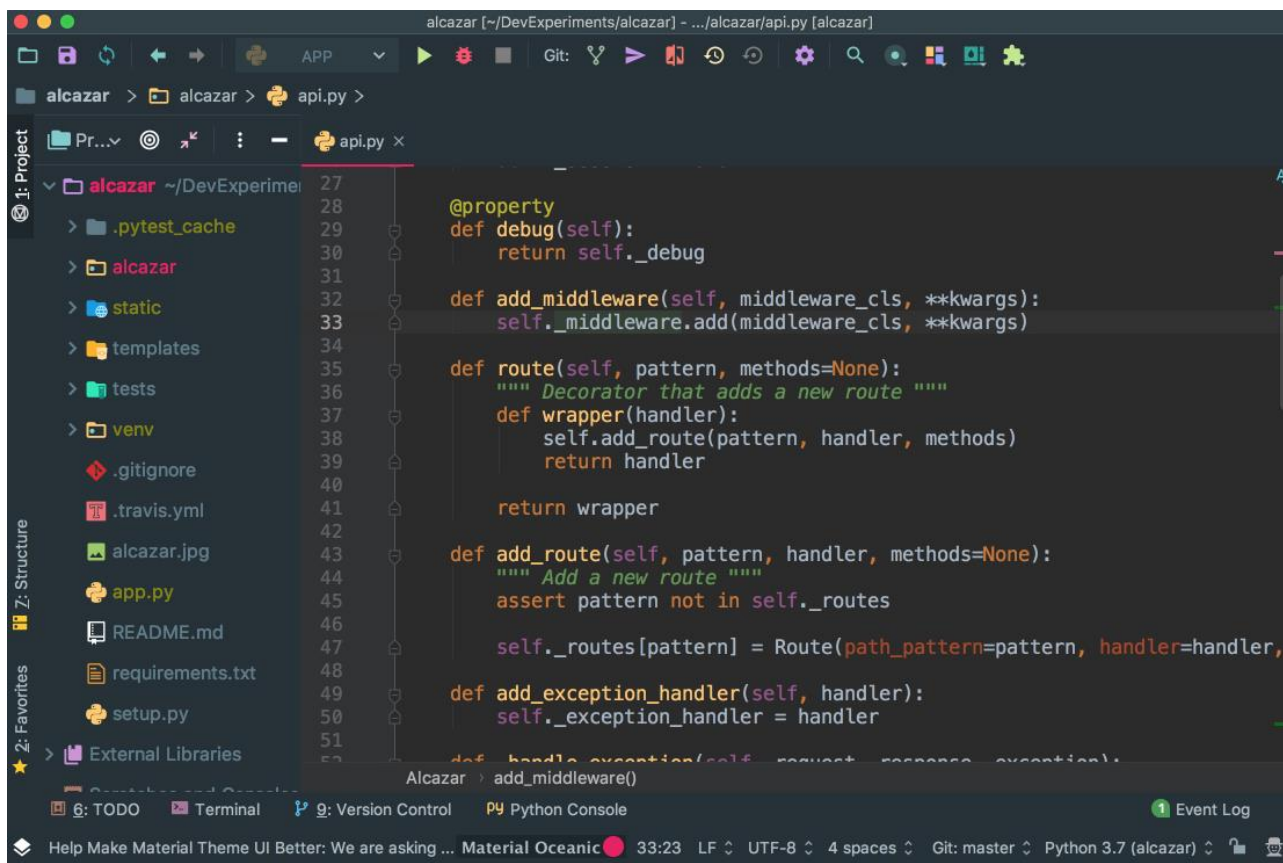 alcazar [~/DevExperiments/alcazar] - .../alcazar/api.py [alcazar]
APP
Git:
alcazar > alcazar > api.py >
1: Project
Pr...
api.py ×
alcazar ~/DevExperime
.pytest_cache
alcazar
static
templates
tests
venv
.gitignore
.travis.yml
alcazar.jpg
app.py
README.md
requirements.txt
setup.py
External Libraries
Z: Structure
2: Favorites
27
28 @property
29 def debug(self):
30 return self._debug
31
32 def add_middleware(self, middleware_cls, **kwargs):
33 self._middleware.add(middleware_cls, **kwargs)
34
35 def route(self, pattern, methods=None):
36 """ Decorator that adds a new route """
37 def wrapper(handler):
38 self.add_route(pattern, handler, methods)
39 return handler
40
41 return wrapper
42
43 def add_route(self, pattern, handler, methods=None):
44 """ Add a new route """
45 assert pattern not in self._routes
46
47 self._routes[pattern] = Route(path_pattern=pattern, handler=handler,
48
49 def add_exception_handler(self, handler):
50 self._exception_handler = handler
51
Alcazar > add_middleware()
6: TODO Terminal 9: Version Control PY Python Console 1 Event Log
Help Make Material Theme UI Better: We are asking ... Material Oceanic 33:23 LF UTF-8 4 spaces Git: master Python 3.7 (alcazar)